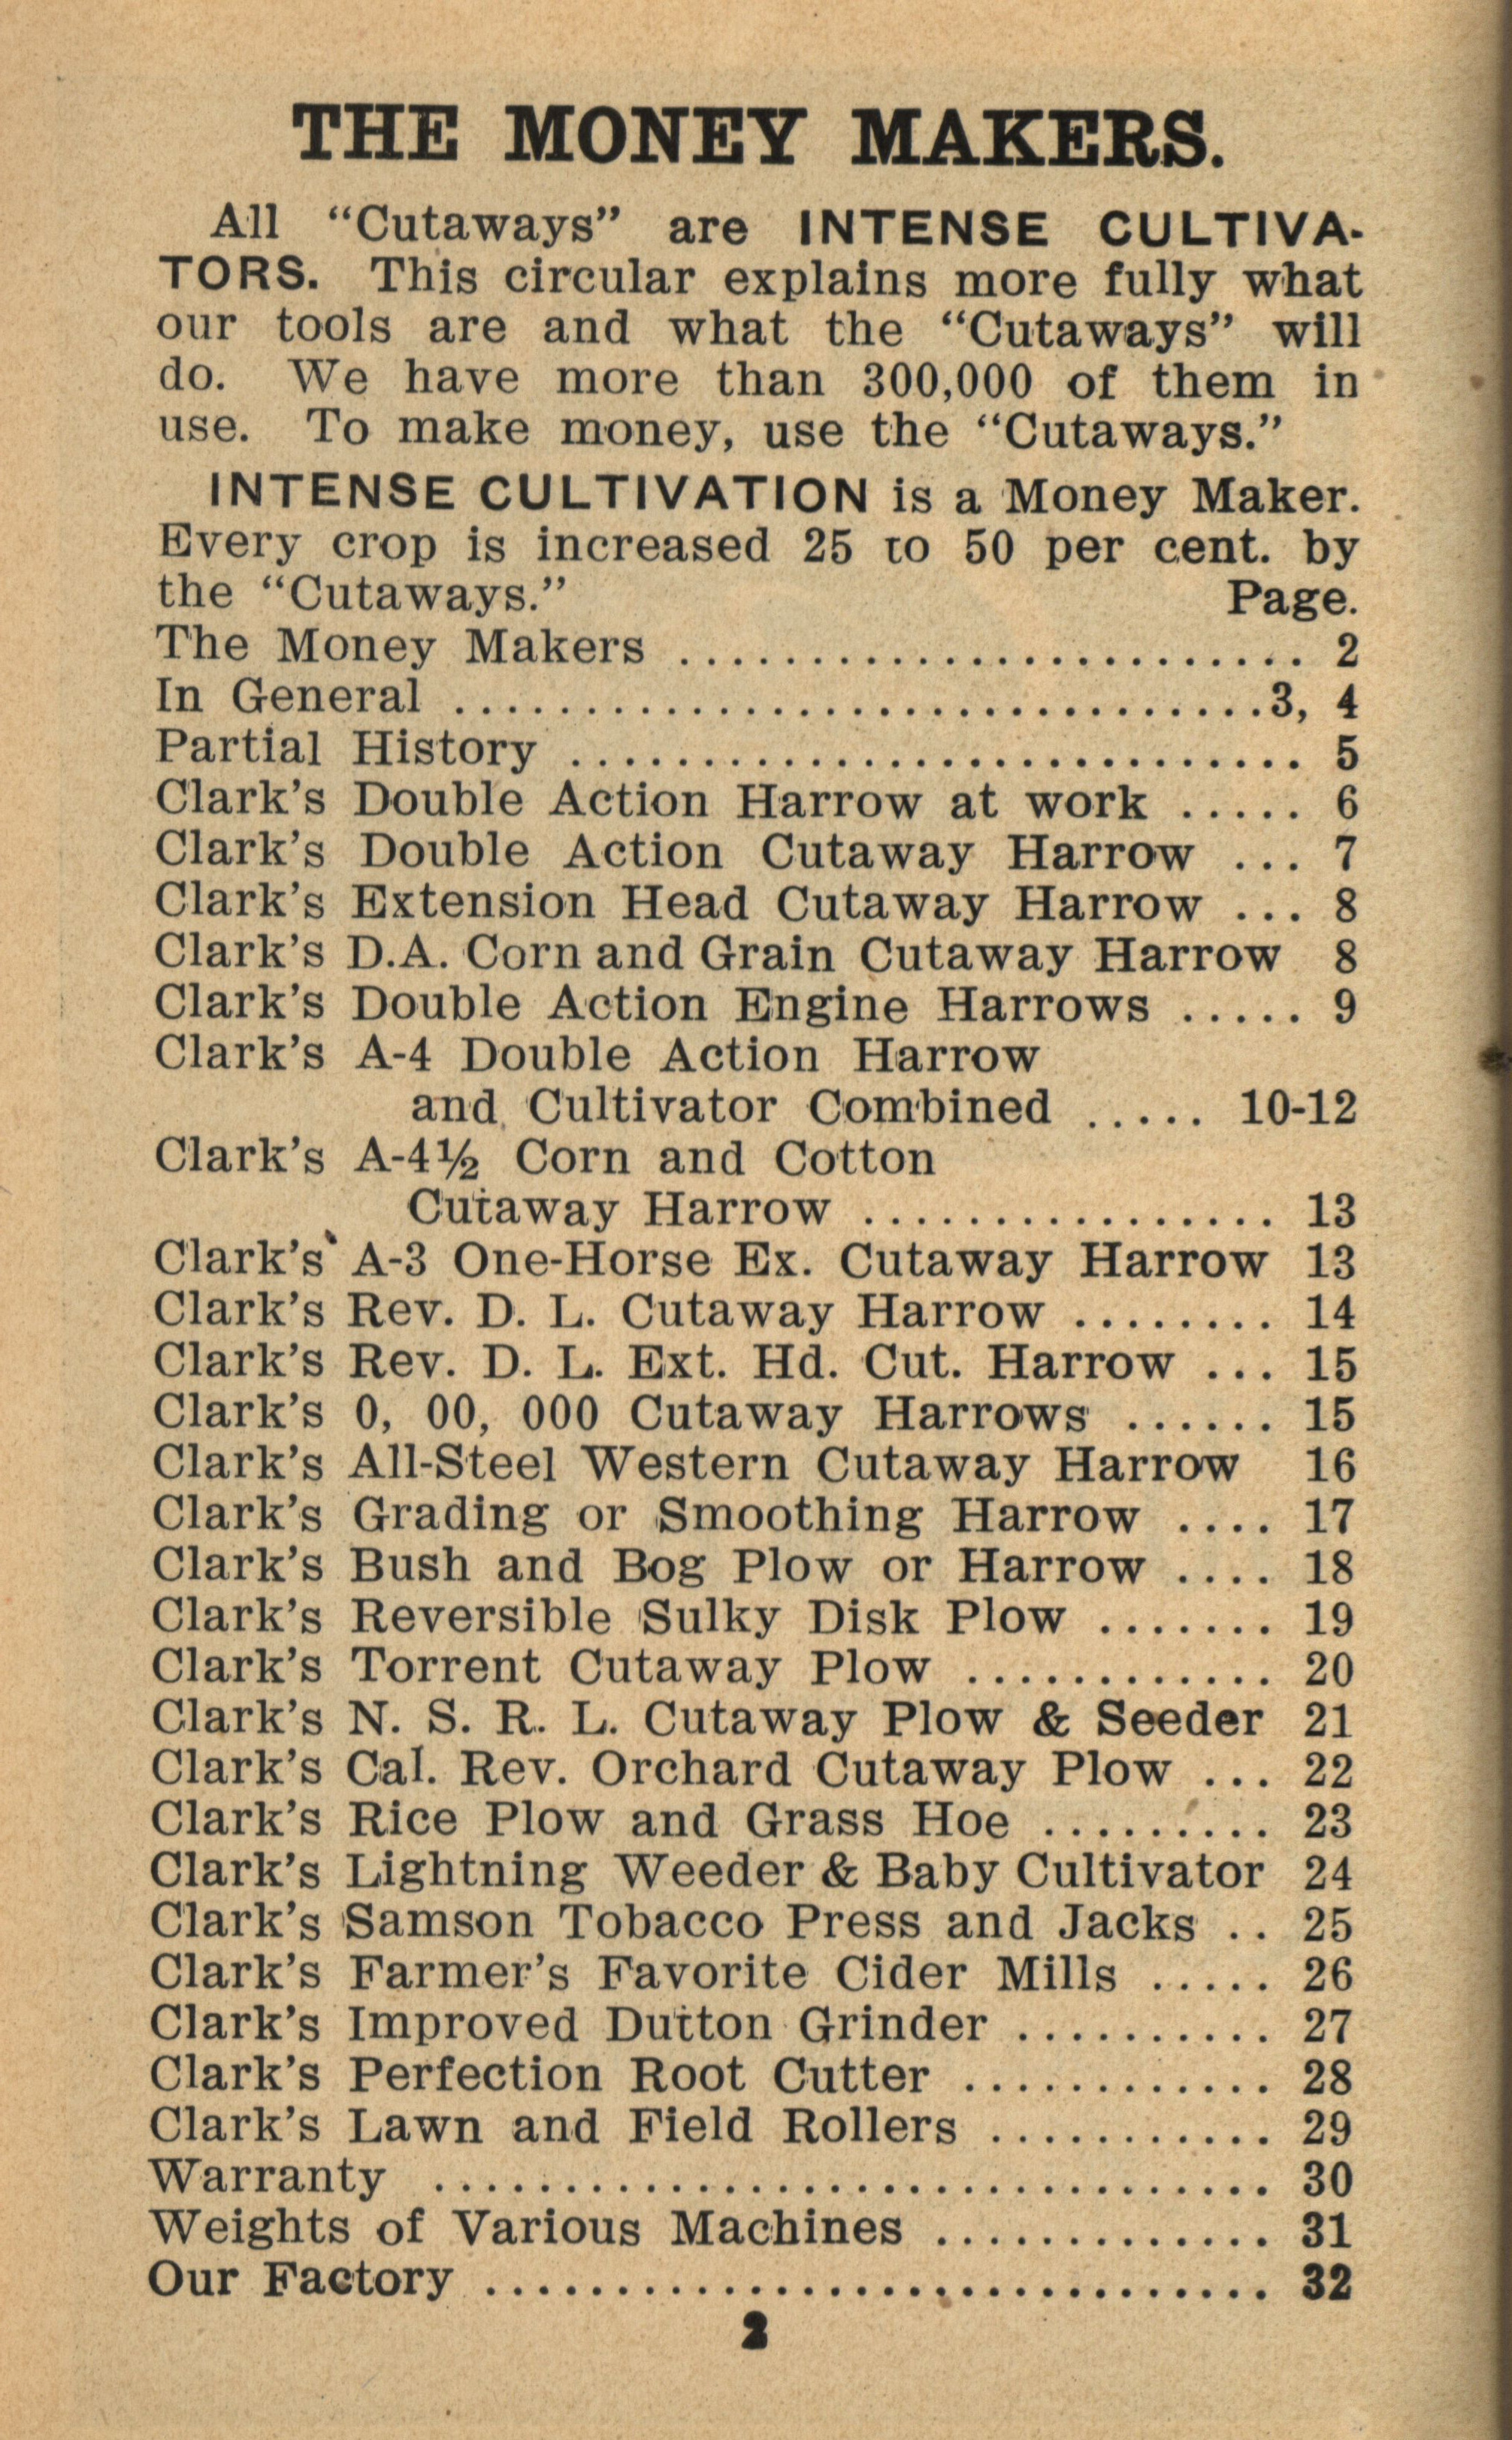 THE MONEY MAKERS.
All “Cutaways” are INTENSE CULTIVA-
TORS. This circular explains more fully what
our tools are and what the “Cutaways” will
do. We have more than 300,000 of them in
use. To make money, use the “Cutaways.”
INTENSE CULTIVATION is a Money Maker.
Every crop is increased 25 to 50 per cent. by
the “Cutaways.” Page.
The Money Makers ........................ 2
In General ...............................3, 4
Partial History ............................ 5
Clark’s Double Action Harrow at work ..... 6
Clark’s Double Action Cutaway Harrow ... 7
Clark’s Extension Head Cutaway Harrow ... 8
Clark’s D.A. Corn and Grain Cutaway Harrow 8
Clark’s Double Action Engine Harrows ..... 9
Clark’s A-4 Double Action Harrow
and Cultivator Combined ..... 10-12
Clark’s A-4½ Corn and Cotton
Cutaway Harrow ................ 13
Clark’s A-3 One-Horse Ex. Cutaway Harrow 13
Clark’s Rev. D. L. Cutaway Harrow ........ 14
Clark’s Rev. D. L. Ext. Hd. Cut. Harrow ... 15
Clark’s 0, 00, 000 Cutaway Harrows ...... 15
Clark’s All-Steel Western Cutaway Harrow 16
Clark’s Grading or Smoothing Harrow .... 17
Clark’s Bush and Bog Plow or Harrow .... 18
Clark’s Reversible Sulky Disk Plow ....... 19
Clark’s Torrent Cutaway Plow ............ 20
Clark’s N. S. R. L. Cutaway Plow & Seeder 21
Clark’s Cal. Rev. Orchard Cutaway Plow ... 22
Clark’s Rice Plow and Grass Hoe ......... 23
Clark’s Lightning Weeder & Baby Cultivator 24
Clark’s Samson Tobacco Press and Jacks .. 25
Clark’s Farmer’s Favorite Cider Mills ..... 26
Clark’s Improved Dutton Grinder .......... 27
Clark’s Perfection Root Cutter ............ 28
Clark’s Lawn and Field Rollers ........... 29
Warranty ................................ 30
Weights of Various Machines ............. 31
Our Factory .............................. 32
2